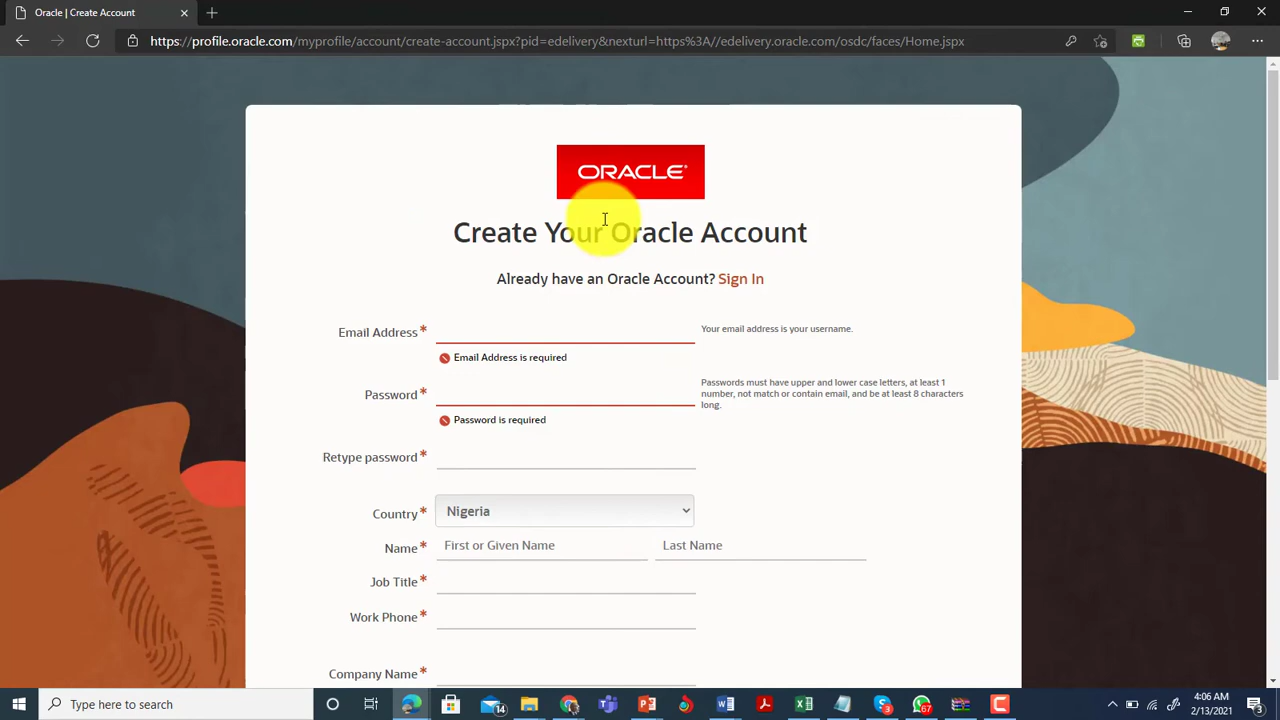 Oracle | Create Account
https://profile.oracle.com/myprofile/account/create-account.jspx?pid=edelivery&nexturl=https%3A//edelivery.oracle.com/osdc/faces/Home.jspx
ORACLE
Create Your Oracle Account
Already have an Oracle Account? Sign In
Email Address* Your email address is your username.
Email Address is required
Password* Passwords must have upper and lower case letters, at least 1
number, not match or contain email, and be at least 8 characters
long.
Password is required
Retype password*
Country* Nigeria
Name* First or Given Name Last Name
Job Title*
Work Phone*
Company Name*
Type here to search 14 3 67 4:06 AM
2/13/2021